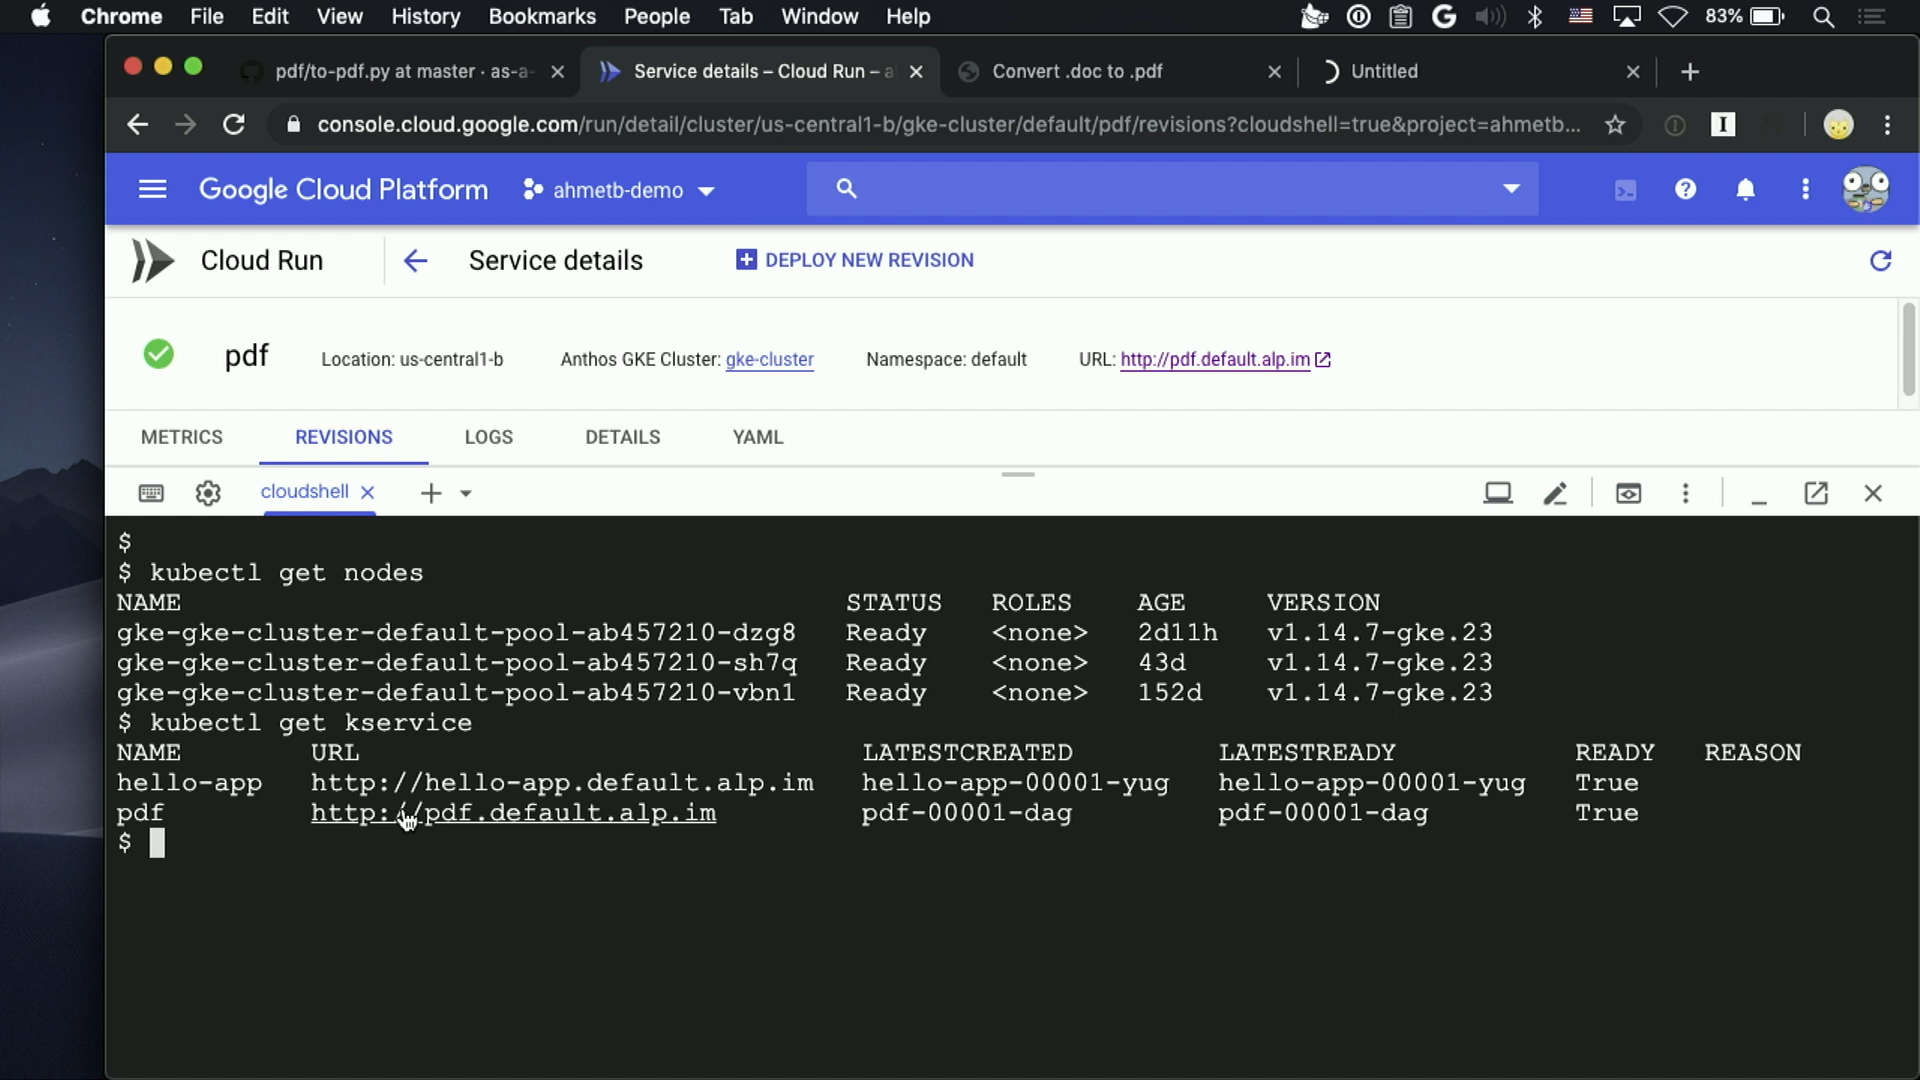 Chrome File Edit View History Bookmarks People Tab Window Help 83%
pdf/to-pdf.py at master · as-a- Service details – Cloud Run – a Convert .doc to .pdf Untitled
console.cloud.google.com/run/detail/cluster/us-central1-b/gke-cluster/default/pdf/revisions?cloudshell=true&project=ahmetb...
Google Cloud Platform ahmetb-demo
Cloud Run Service details DEPLOY NEW REVISION
pdf Location: us-central1-b Anthos GKE Cluster: gke-cluster Namespace: default URL: http://pdf.default.alp.im
METRICS REVISIONS LOGS DETAILS YAML
cloudshell
$
$ kubectl get nodes
NAME STATUS ROLES AGE VERSION
gke-gke-cluster-default-pool-ab457210-dzg8 Ready <none> 2d11h v1.14.7-gke.23
gke-gke-cluster-default-pool-ab457210-sh7q Ready <none> 43d v1.14.7-gke.23
gke-gke-cluster-default-pool-ab457210-vbn1 Ready <none> 152d v1.14.7-gke.23
$ kubectl get kservice
NAME URL LATESTCREATED LATESTREADY READY REASON
hello-app http://hello-app.default.alp.im hello-app-00001-yug hello-app-00001-yug True
pdf http://pdf.default.alp.im pdf-00001-dag pdf-00001-dag True
$